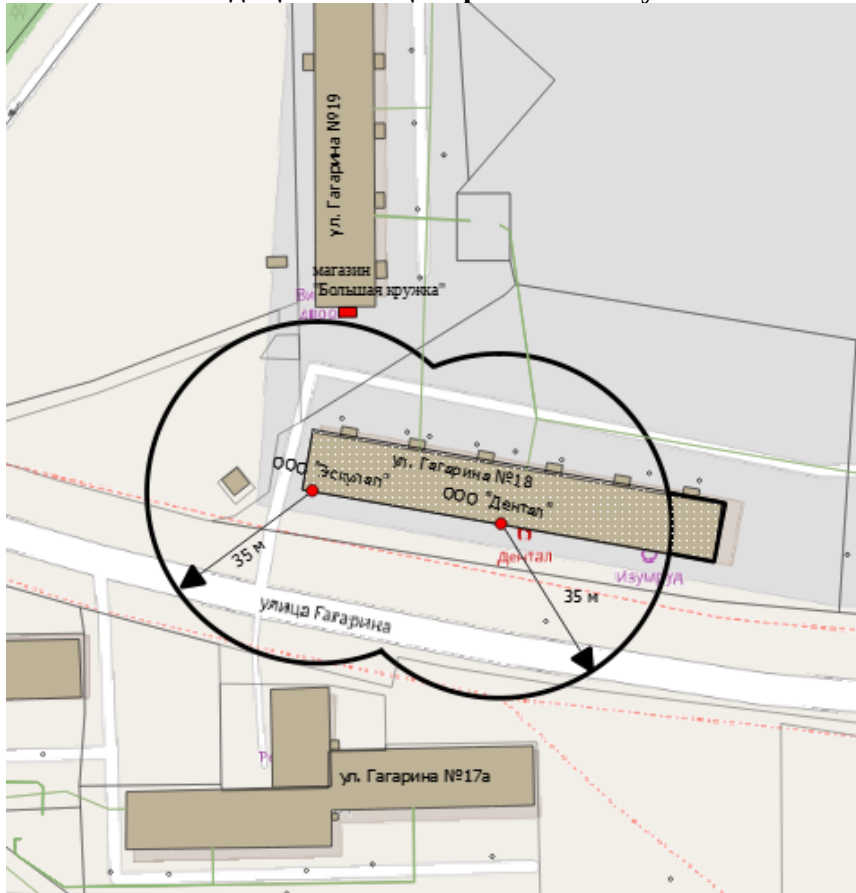 ул. Гагарина №19
магазин
"Большая кружка"
двор
ООО "Эскулап"
ул. Гагарина №18
ООО "Дентал"
Дентал
Изумруд
35 м
35 м
улица Гагарина
ул. Гагарина №17а